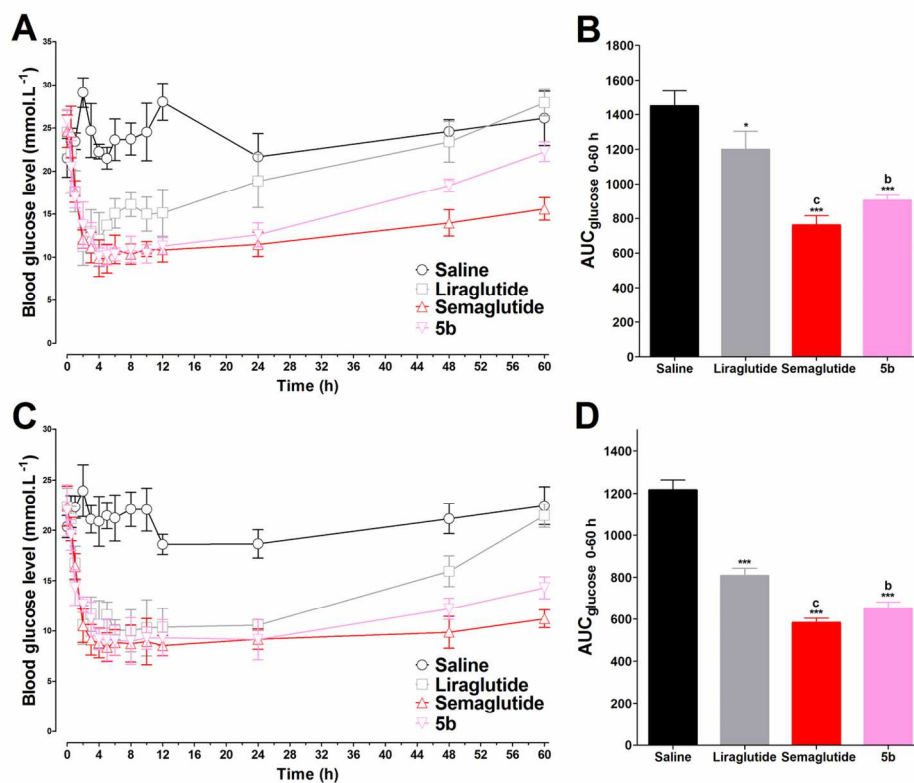 A
Blood glucose level (mmol.L⁻¹)
35
30
25
20
15
10
5
0
Saline
Liraglutide
Semaglutide
5b
0 4 8 12 16 20 24 28 32 36 40 44 48 52 56 60
Time (h)
B
AUCglucose 0-60 h
1800
1600
1400
1200
1000
800
600
400
200
0
*
c
***
b
***
Saline Liraglutide Semaglutide 5b
C
Blood glucose level (mmol.L⁻¹)
30
25
20
15
10
5
0
Saline
Liraglutide
Semaglutide
5b
0 4 8 12 16 20 24 28 32 36 40 44 48 52 56 60
Time (h)
D
AUCglucose 0-60 h
1400
1200
1000
800
600
400
200
0
***
c
***
b
***
Saline Liraglutide Semaglutide 5b